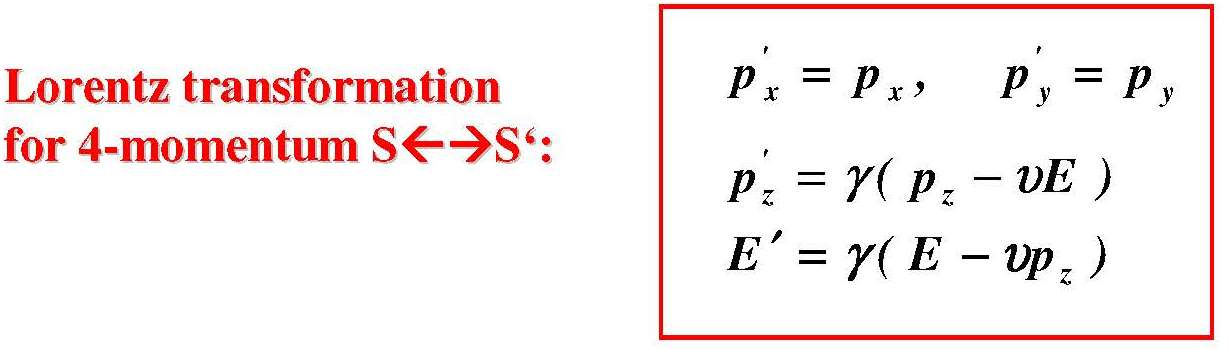 Lorentz transformation
for 4-momentum S←→S‘:
p'x = px, p'y = py
p'z = γ( pz − υE )
E′ = γ( E − υpz )